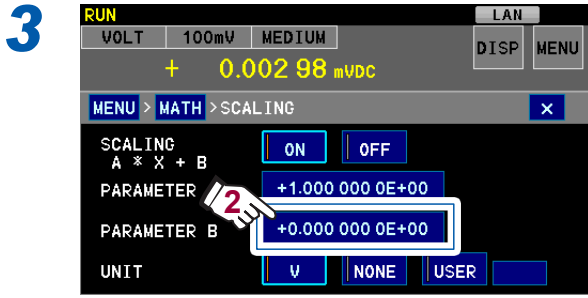 3
RUN LAN
VOLT 100mV MEDIUM DISP MENU
+ 0.002 98 mVDC
MENU > MATH >SCALING ×
SCALING ON OFF
A * X + B
PARAMETER +1.000 000 0E+00
2
PARAMETER B +0.000 000 0E+00
UNIT V NONE USER